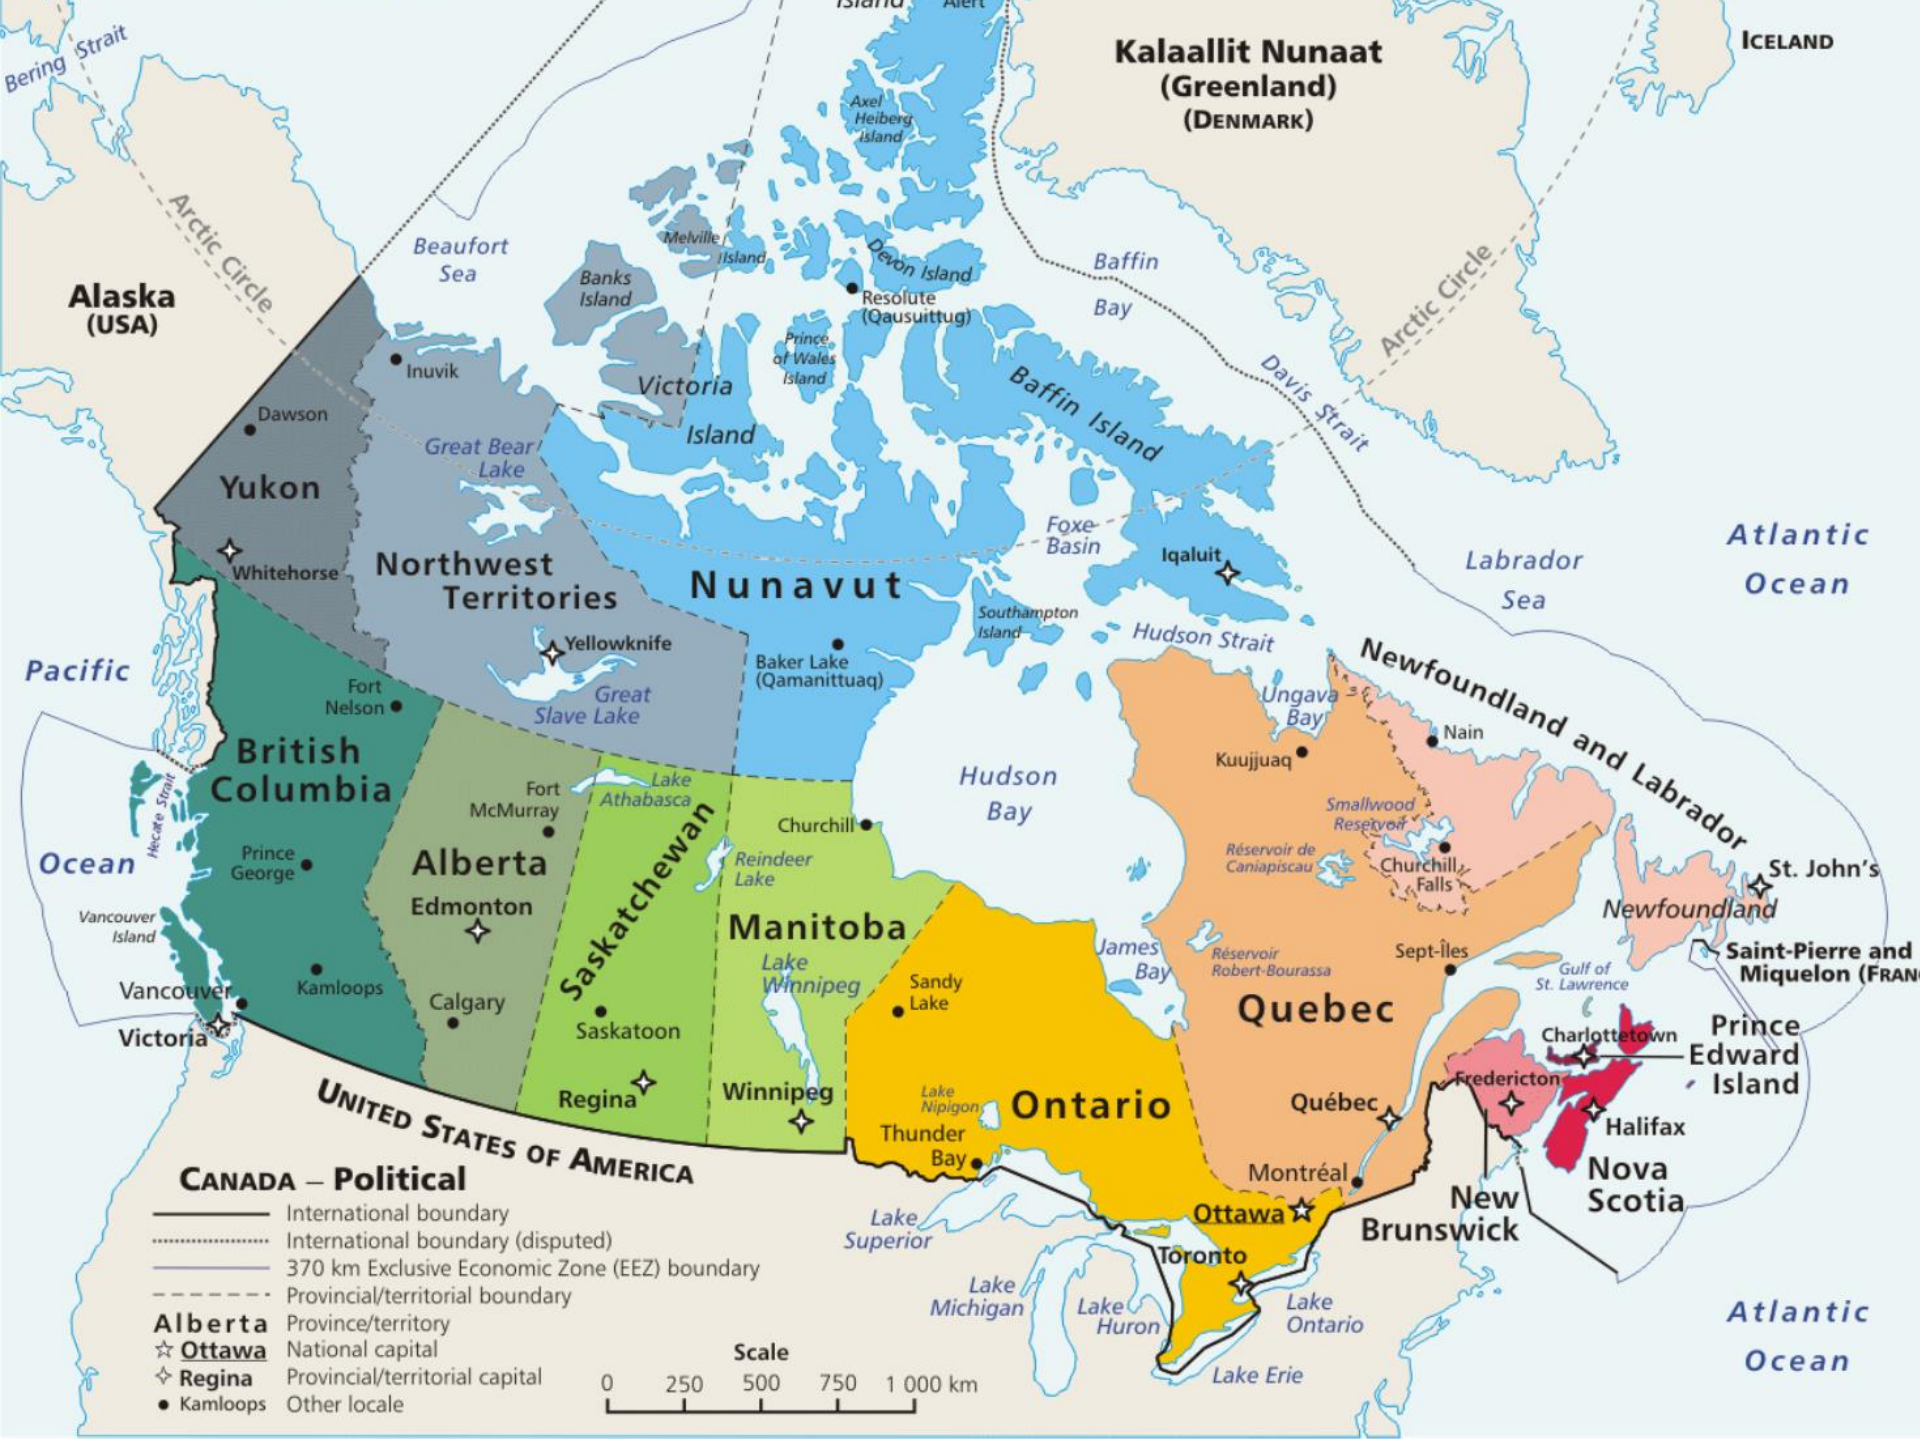 Island
Alert
Bering Strait
Kalaallit Nunaat
(Greenland)
(DENMARK)
ICELAND
Axel
Heiberg
Island
Arctic Circle
Beaufort
Sea
Melville
Island
Devon Island
Banks
Island
Baffin
Bay
Arctic Circle
Alaska
(USA)
Resolute
(Qausuittug)
Prince
of Wales
Island
Inuvik
Victoria
Island
Baffin Island
Davis Strait
Dawson
Great Bear
Lake
Yukon
Whitehorse
Northwest
Territories
Nunavut
Foxe
Basin
Iqaluit
Labrador
Sea
Atlantic
Ocean
Southampton
Island
Hudson Strait
Yellowknife
Baker Lake
(Qamanittuaq)
Great
Slave Lake
Pacific
Ocean
Fort
Nelson
Ungava
Bay
Newfoundland and Labrador
Nain
Kuujjuaq
British
Columbia
Hecate Strait
Fort
McMurray
Lake
Athabasca
Saskatchewan
Hudson
Bay
Churchill
Smallwood
Reservoir
Réservoir de
Caniapiscau
Churchill
Falls
Prince
George
Alberta
Edmonton
Reindeer
Lake
St. John's
Newfoundland
Vancouver
Island
Manitoba
Lake
Winnipeg
James
Bay
Réservoir
Robert-Bourassa
Sept-Îles
Gulf of
St. Lawrence
Saint-Pierre and
Miquelon (FRAN
Vancouver
Kamloops
Victoria
Calgary
Saskatoon
Sandy
Lake
Quebec
Charlottetown
Prince
Edward
Island
Regina
Winnipeg
Lake
Nipigon
Ontario
Québec
Fredericton
Halifax
Thunder
Bay
Montréal
Nova
Scotia
New
Brunswick
UNITED STATES OF AMERICA
Ottawa
Lake
Superior
Toronto
Lake
Michigan
Lake
Huron
Lake
Ontario
Lake Erie
Atlantic
Ocean
CANADA – Political
International boundary
International boundary (disputed)
370 km Exclusive Economic Zone (EEZ) boundary
Provincial/territorial boundary
Alberta Province/territory
Ottawa National capital
Regina Provincial/territorial capital
Kamloops Other locale
Scale
0 250 500 750 1 000 km